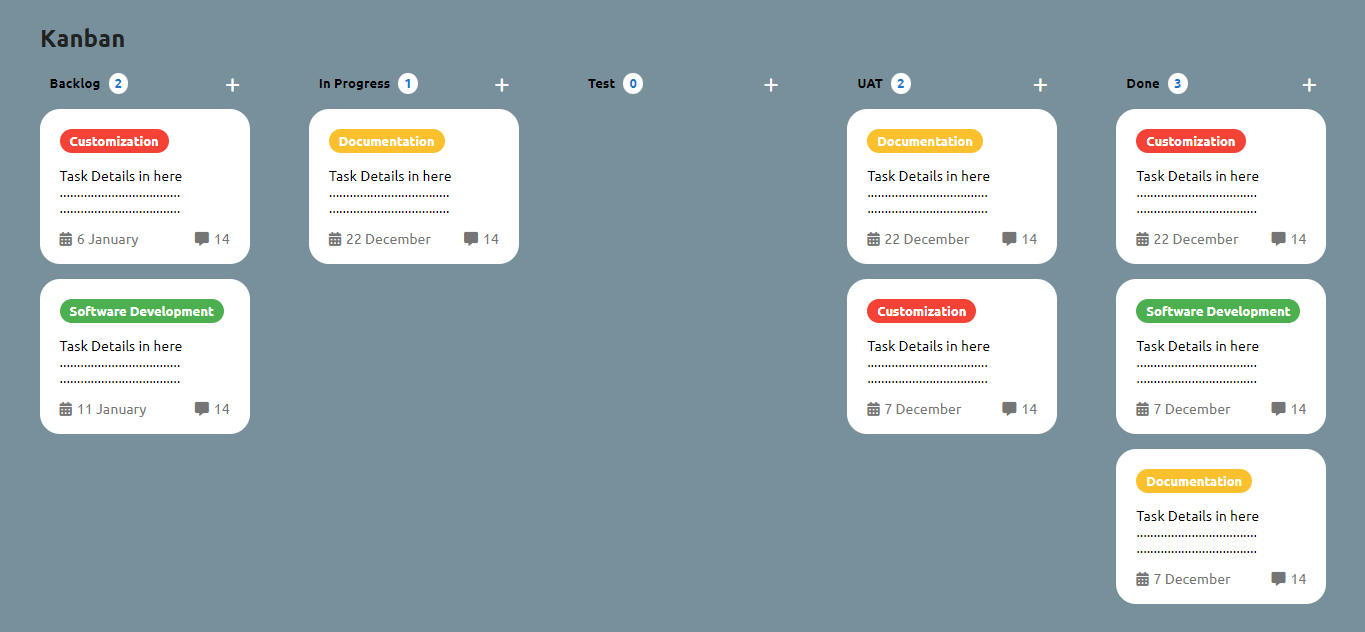 Kanban
Backlog 2 +
Customization
Task Details in here
..................................
..................................
6 January 14
Software Development
Task Details in here
..................................
..................................
11 January 14
In Progress 1 +
Documentation
Task Details in here
..................................
..................................
22 December 14
Test 0 +
UAT 2 +
Documentation
Task Details in here
..................................
..................................
22 December 14
Customization
Task Details in here
..................................
..................................
7 December 14
Done 3 +
Customization
Task Details in here
..................................
..................................
22 December 14
Software Development
Task Details in here
..................................
..................................
7 December 14
Documentation
Task Details in here
..................................
..................................
7 December 14